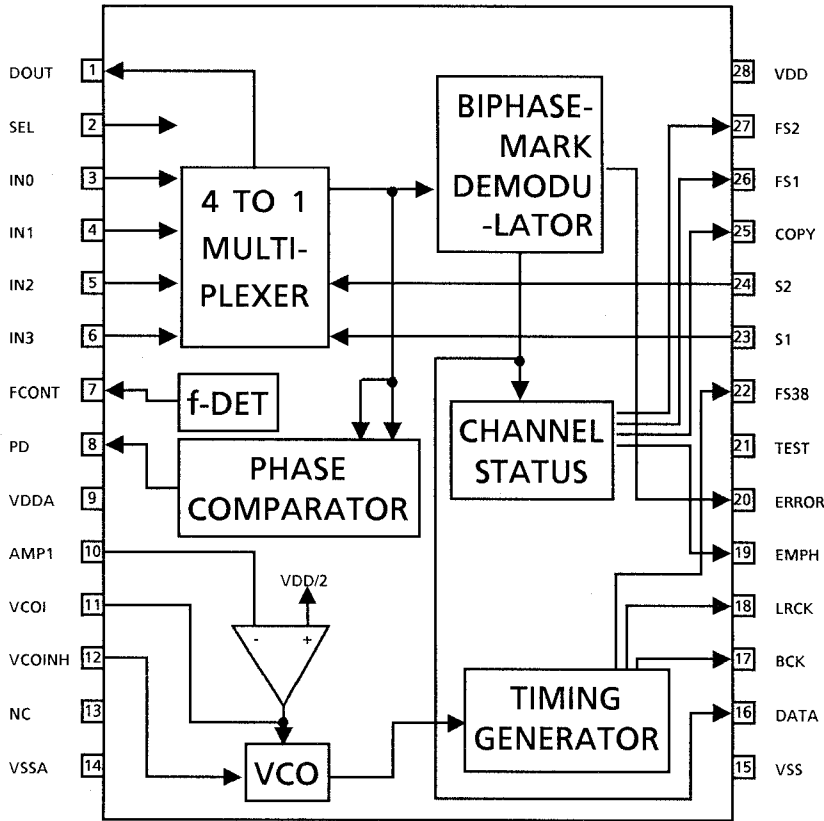 DOUT 1
SEL 2
IN0 3
IN1 4
IN2 5
IN3 6
FCONT 7
PD 8
VDDA 9
AMP1 10
VCOI 11
VCOINH 12
NC 13
VSSA 14
4 TO 1
MULTI-
PLEXER
BIPHASE-
MARK
DEMODU
-LATOR
f-DET
PHASE
COMPARATOR
CHANNEL
STATUS
VDD/2
- +
VCO
TIMING
GENERATOR
28 VDD
27 FS2
26 FS1
25 COPY
24 S2
23 S1
22 FS38
21 TEST
20 ERROR
19 EMPH
18 LRCK
17 BCK
16 DATA
15 VSS